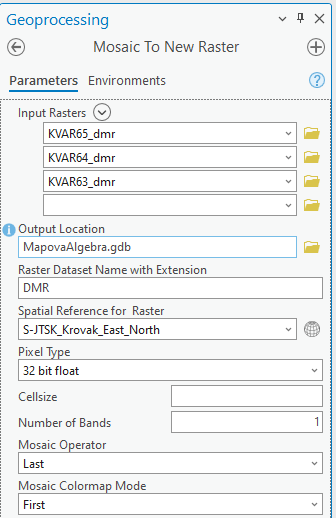 Geoprocessing
Mosaic To New Raster
Parameters Environments
Input Rasters
KVAR65_dmr
KVAR64_dmr
KVAR63_dmr
Output Location
MapovaAlgebra.gdb
Raster Dataset Name with Extension
DMR
Spatial Reference for Raster
S-JTSK_Krovak_East_North
Pixel Type
32 bit float
Cellsize
Number of Bands 1
Mosaic Operator
Last
Mosaic Colormap Mode
First